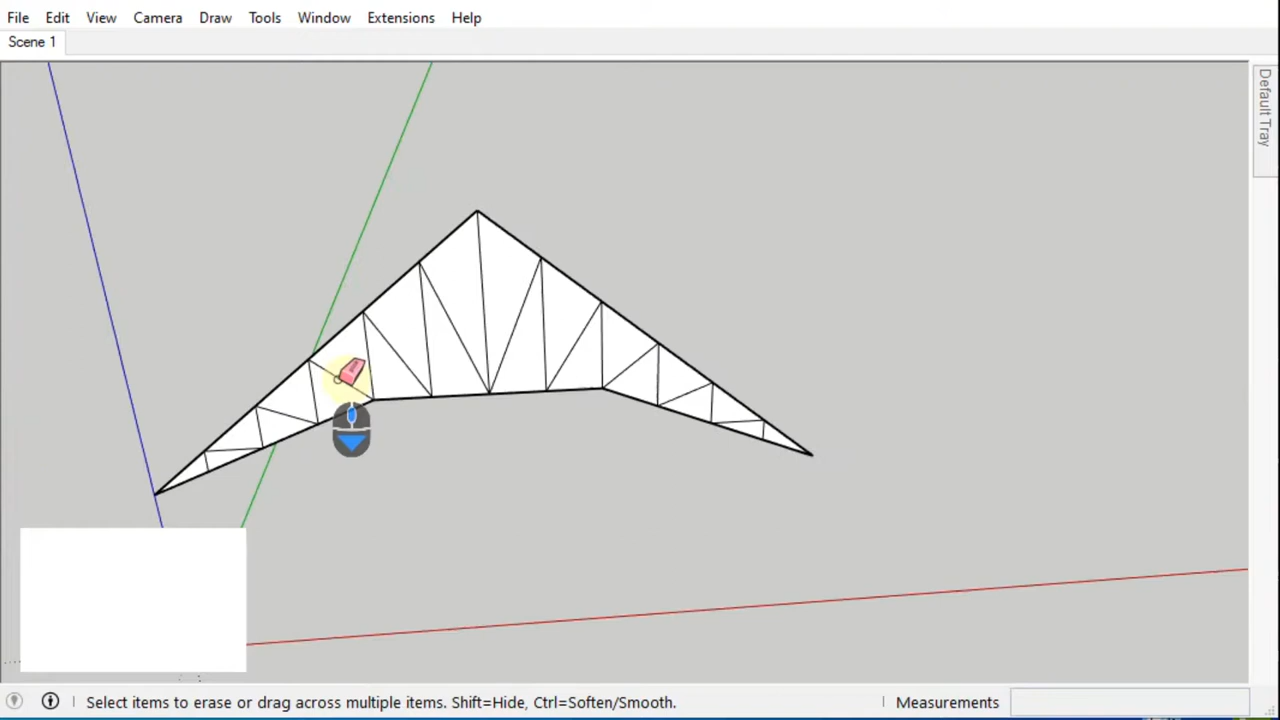 File Edit View Camera Draw Tools Window Extensions Help
Scene 1
Default Tray
Select items to erase or drag across multiple items. Shift=Hide, Ctrl=Soften/Smooth.
Measurements